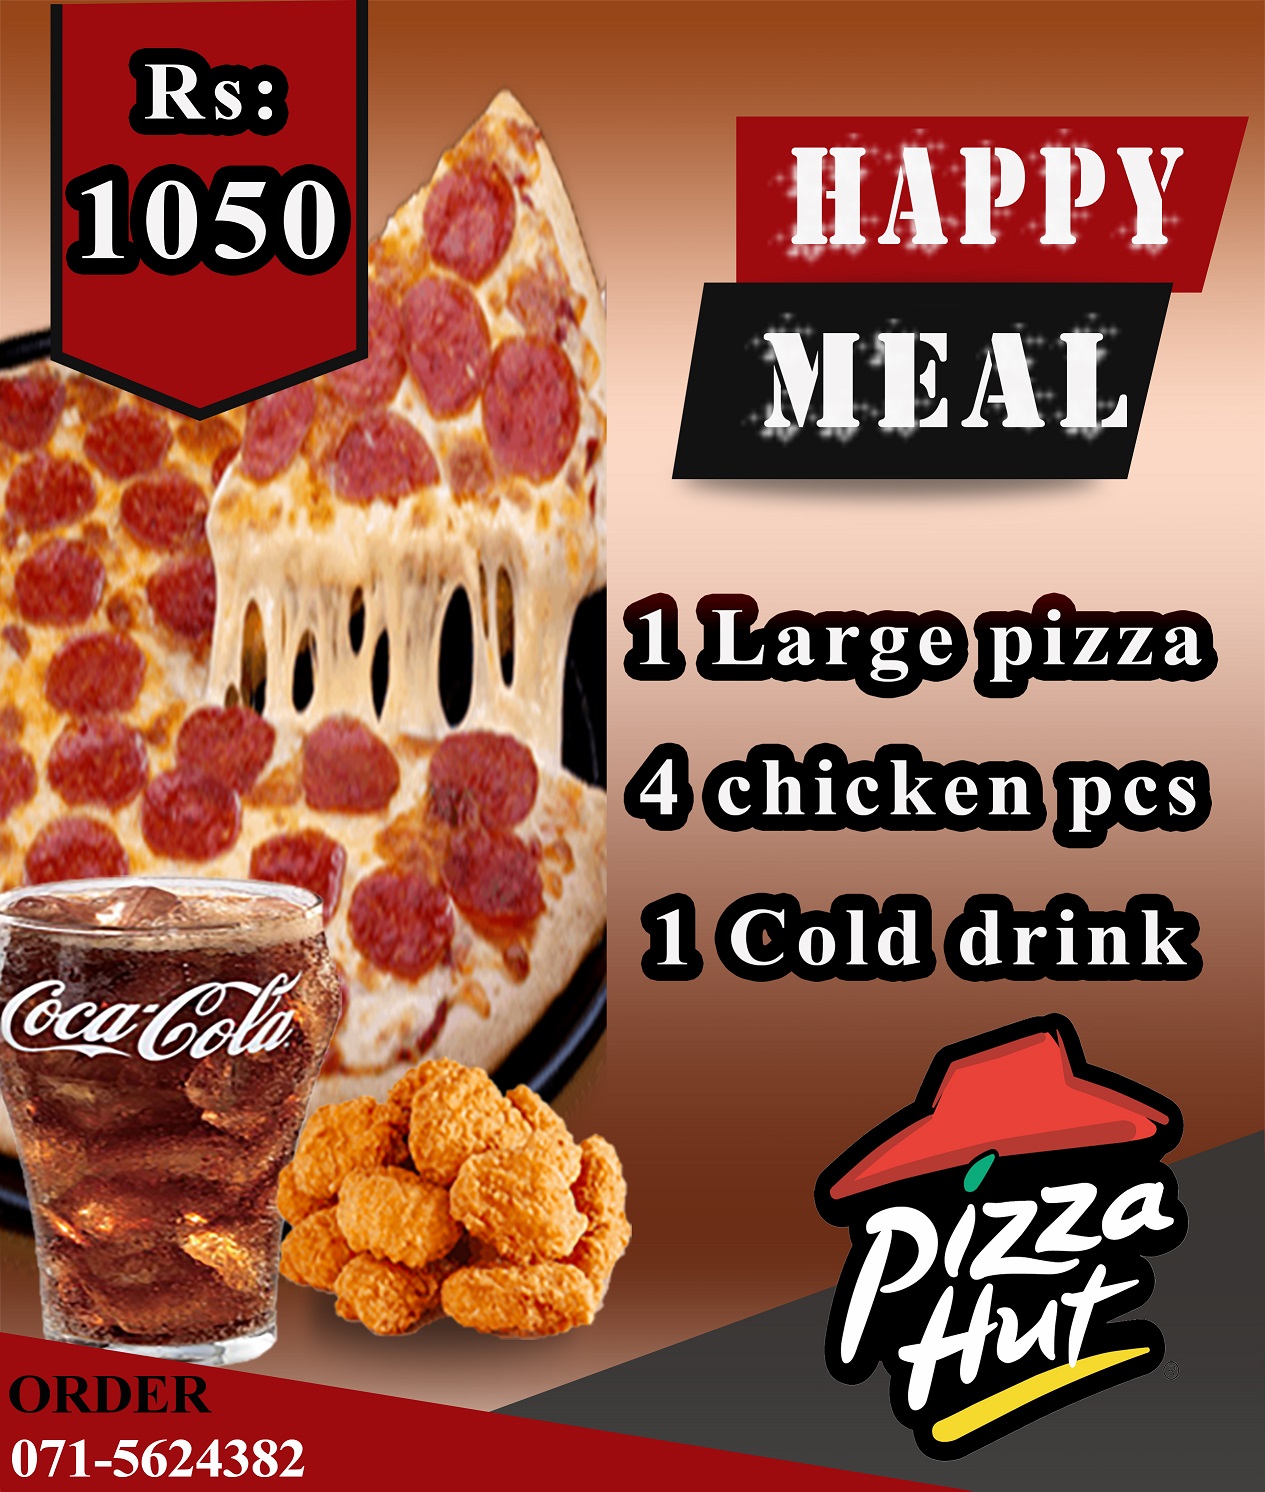 Rs:
1050
HAPPY
MEAL
1 Large pizza
4 chicken pcs
1 Cold drink
Coca-Cola
Pizza
Hut
®
ORDER
071-5624382